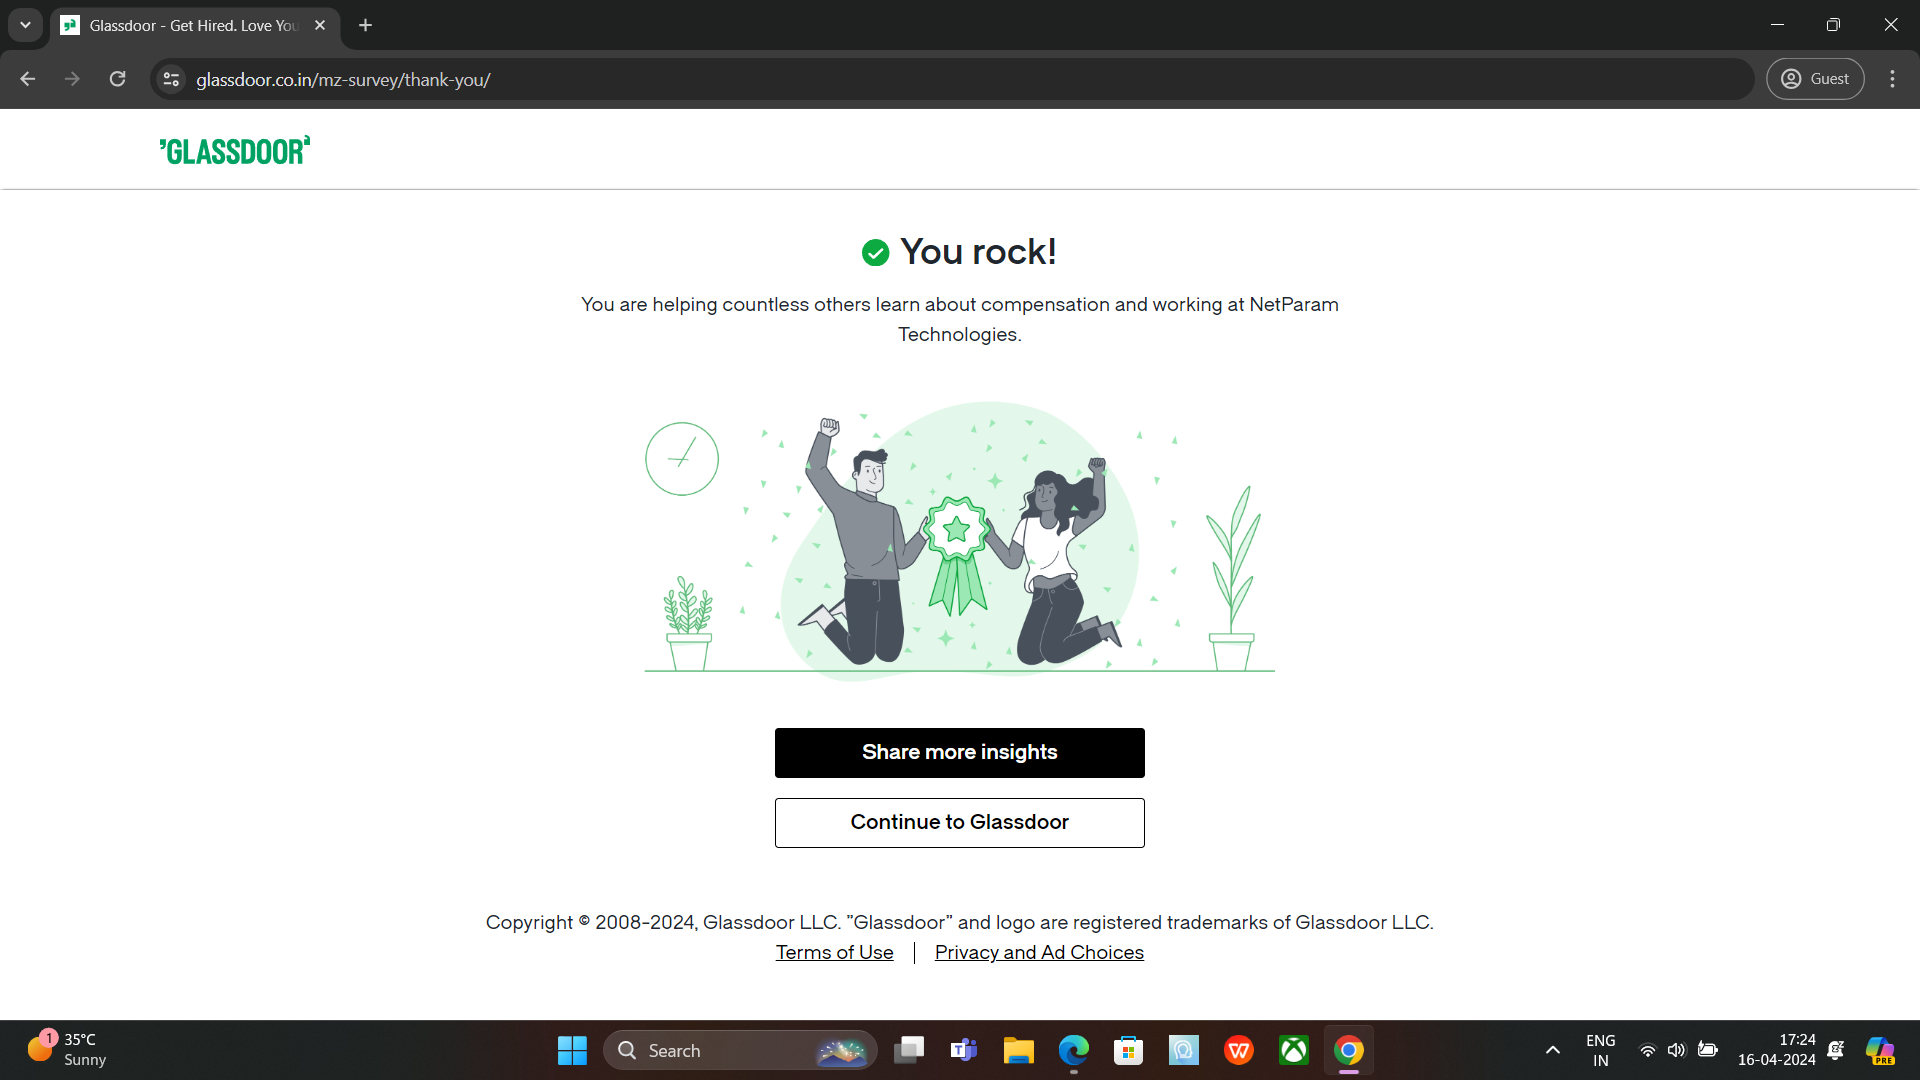 Glassdoor - Get Hired. Love You
glassdoor.co.in/mz-survey/thank-you/
Guest
"GLASSDOOR"
You rock!
You are helping countless others learn about compensation and working at NetParam
Technologies.
Share more insights
Continue to Glassdoor
Copyright © 2008-2024, Glassdoor LLC. "Glassdoor" and logo are registered trademarks of Glassdoor LLC.
Terms of Use | Privacy and Ad Choices
1
35°C
Sunny
Search
T
W
ENG
IN
17:24
16-04-2024
PRE